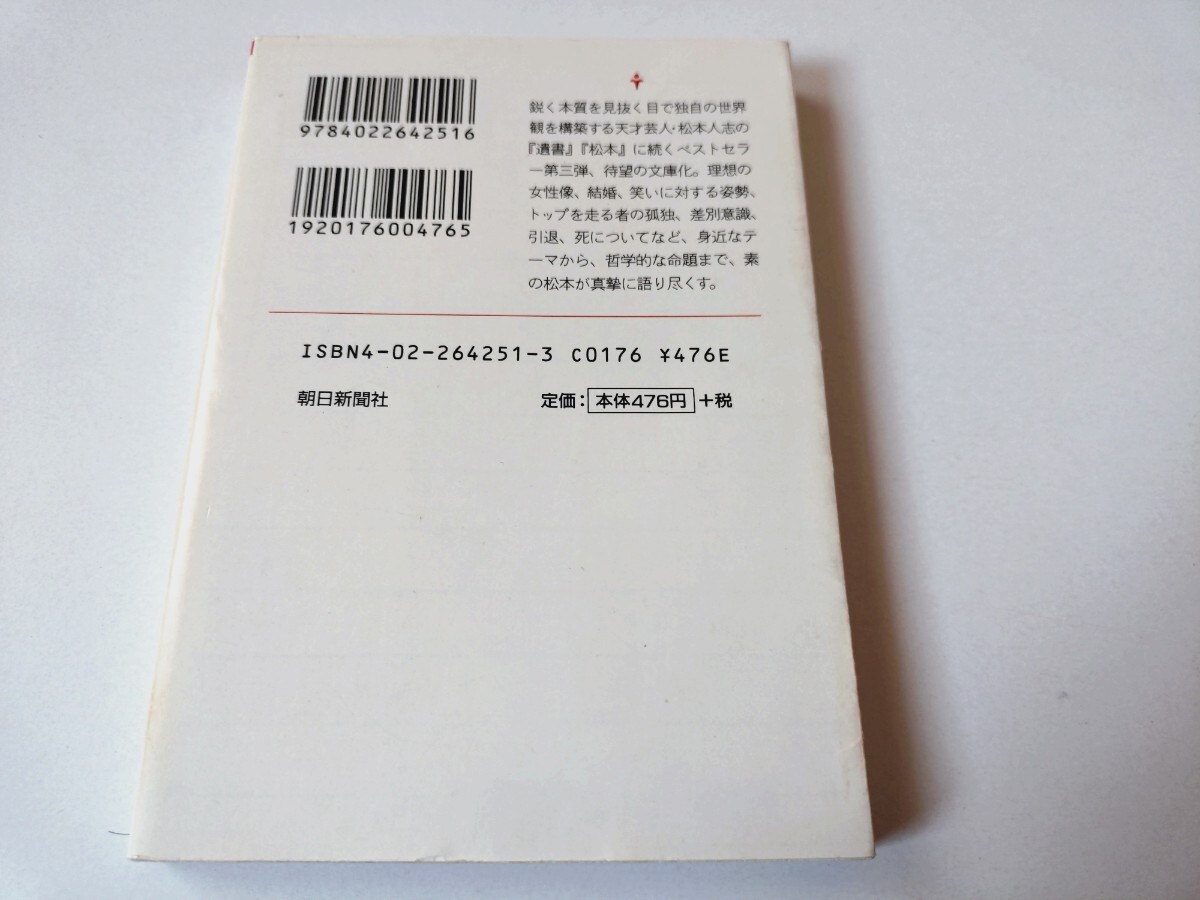 9784022642516
1920176004765
鋭く本質を見抜く目で独自の世界
観を構築する天才芸人・松本人志の
『遺書』『松本』に続くベストセラ
ー第三弾、待望の文庫化。理想の
女性像、結婚、笑いに対する姿勢、
トップを走る者の孤独、差別意識、
引退、死についてなど、身近なテ
ーマから、哲学的な命題まで、素
の松本が真摯に語り尽くす。
ISBN4-02-264251-3 C0176 ¥476E
朝日新聞社
定価：本体476円＋税